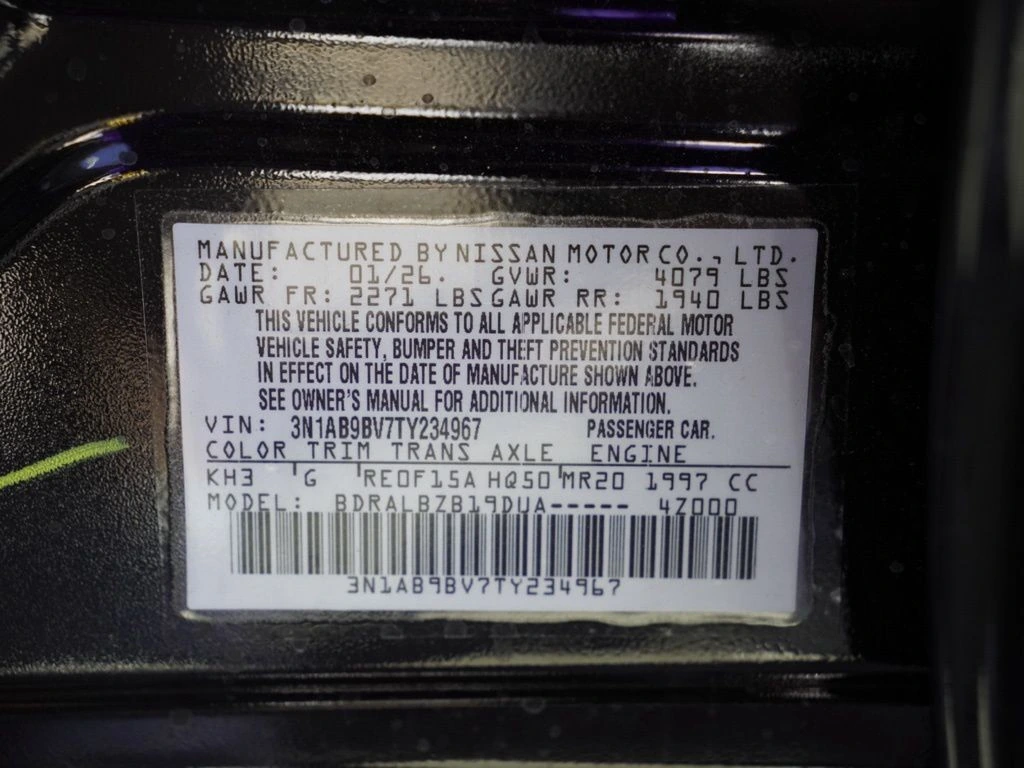 MANUFACTURED BY NISSAN MOTOR CO., LTD.
DATE: 01/26. GVWR: 4079 LBS
GAWR FR: 2271 LBS GAWR RR: 1940 LBS
THIS VEHICLE CONFORMS TO ALL APPLICABLE FEDERAL MOTOR
VEHICLE SAFETY, BUMPER AND THEFT PREVENTION STANDARDS
IN EFFECT ON THE DATE OF MANUFACTURE SHOWN ABOVE.
SEE OWNER'S MANUAL FOR ADDITIONAL INFORMATION.
VIN: 3N1AB9BV7TY234967 PASSENGER CAR.
COLOR TRIM TRANS AXLE ENGINE
KH3 G RE0F15A HQ50 MR20 1997 CC
MODEL: BDRALBZB19DUA----- 4Z000
3N1AB9BV7TY234967